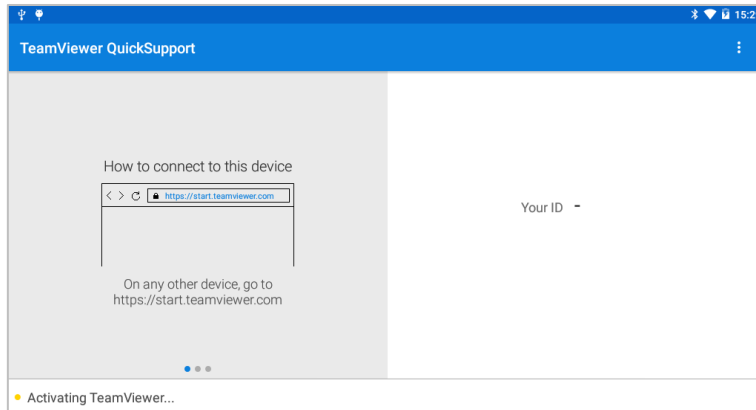 15:2
TeamViewer QuickSupport
How to connect to this device
https://start.teamviewer.com
On any other device, go to
https://start.teamviewer.com
Your ID -
Activating TeamViewer...